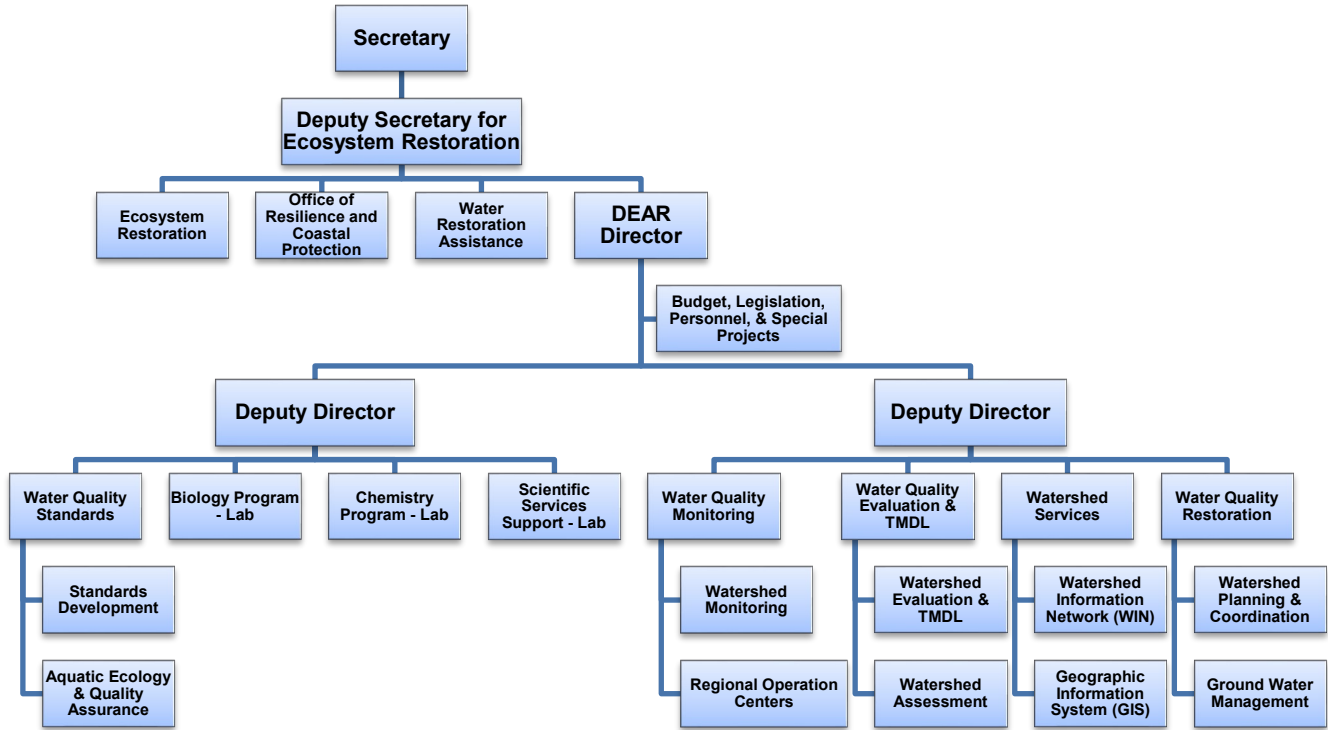 Secretary
Deputy Secretary for
Ecosystem Restoration
Ecosystem
Restoration
Office of
Resilience and
Coastal
Protection
Water
Restoration
Assistance
DEAR
Director
Budget, Legislation,
Personnel, & Special
Projects
Deputy Director
Deputy Director
Water Quality
Standards
Biology Program
- Lab
Chemistry
Program - Lab
Scientific
Services
Support - Lab
Water Quality
Monitoring
Water Quality
Evaluation &
TMDL
Watershed
Services
Water Quality
Restoration
Standards
Development
Watershed
Monitoring
Watershed
Evaluation &
TMDL
Watershed
Information
Network (WIN)
Watershed
Planning &
Coordination
Aquatic Ecology
& Quality
Assurance
Regional Operation
Centers
Watershed
Assessment
Geographic
Information
System (GIS)
Ground Water
Management